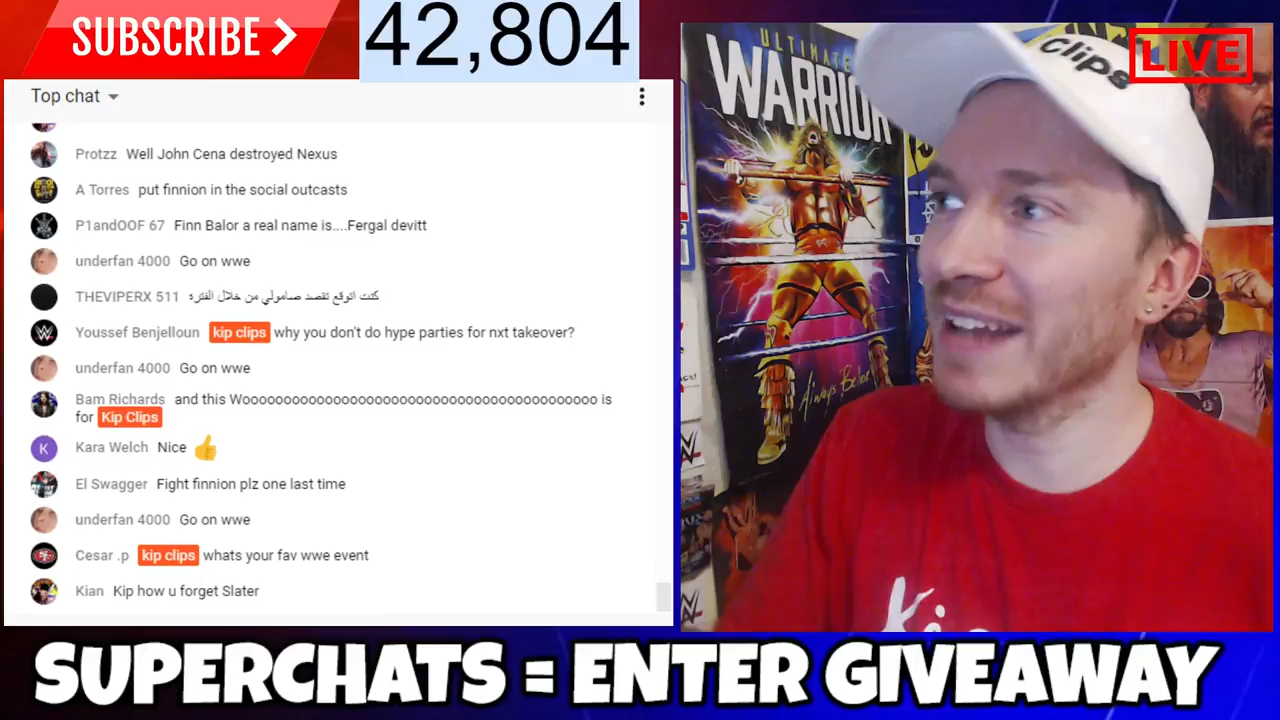 SUBSCRIBE
42,804
LIVE
Top chat
Protzz Well John Cena destroyed Nexus
A Torres put finnion in the social outcasts
P1andOOF 67 Finn Balor a real name is....Fergal devitt
underfan 4000 Go on wwe
THEVIPERX 511 كنت اتوقع تقصد صامولي من خلال الفترة
Youssef Benjelloun kip clips why you don't do hype parties for nxt takeover?
underfan 4000 Go on wwe
Bam Richards and this Wooooooooooooooooooooooooooooooooooooooooooo is
for Kip Clips
Kara Welch Nice 👍
K
El Swagger Fight finnion plz one last time
underfan 4000 Go on wwe
Cesar .p kip clips whats your fav wwe event
Kian Kip how u forget Slater
ULTIMATE
WARRIOR
Always Believe
clips
Kip
SUPERCHATS = ENTER GIVEAWAY